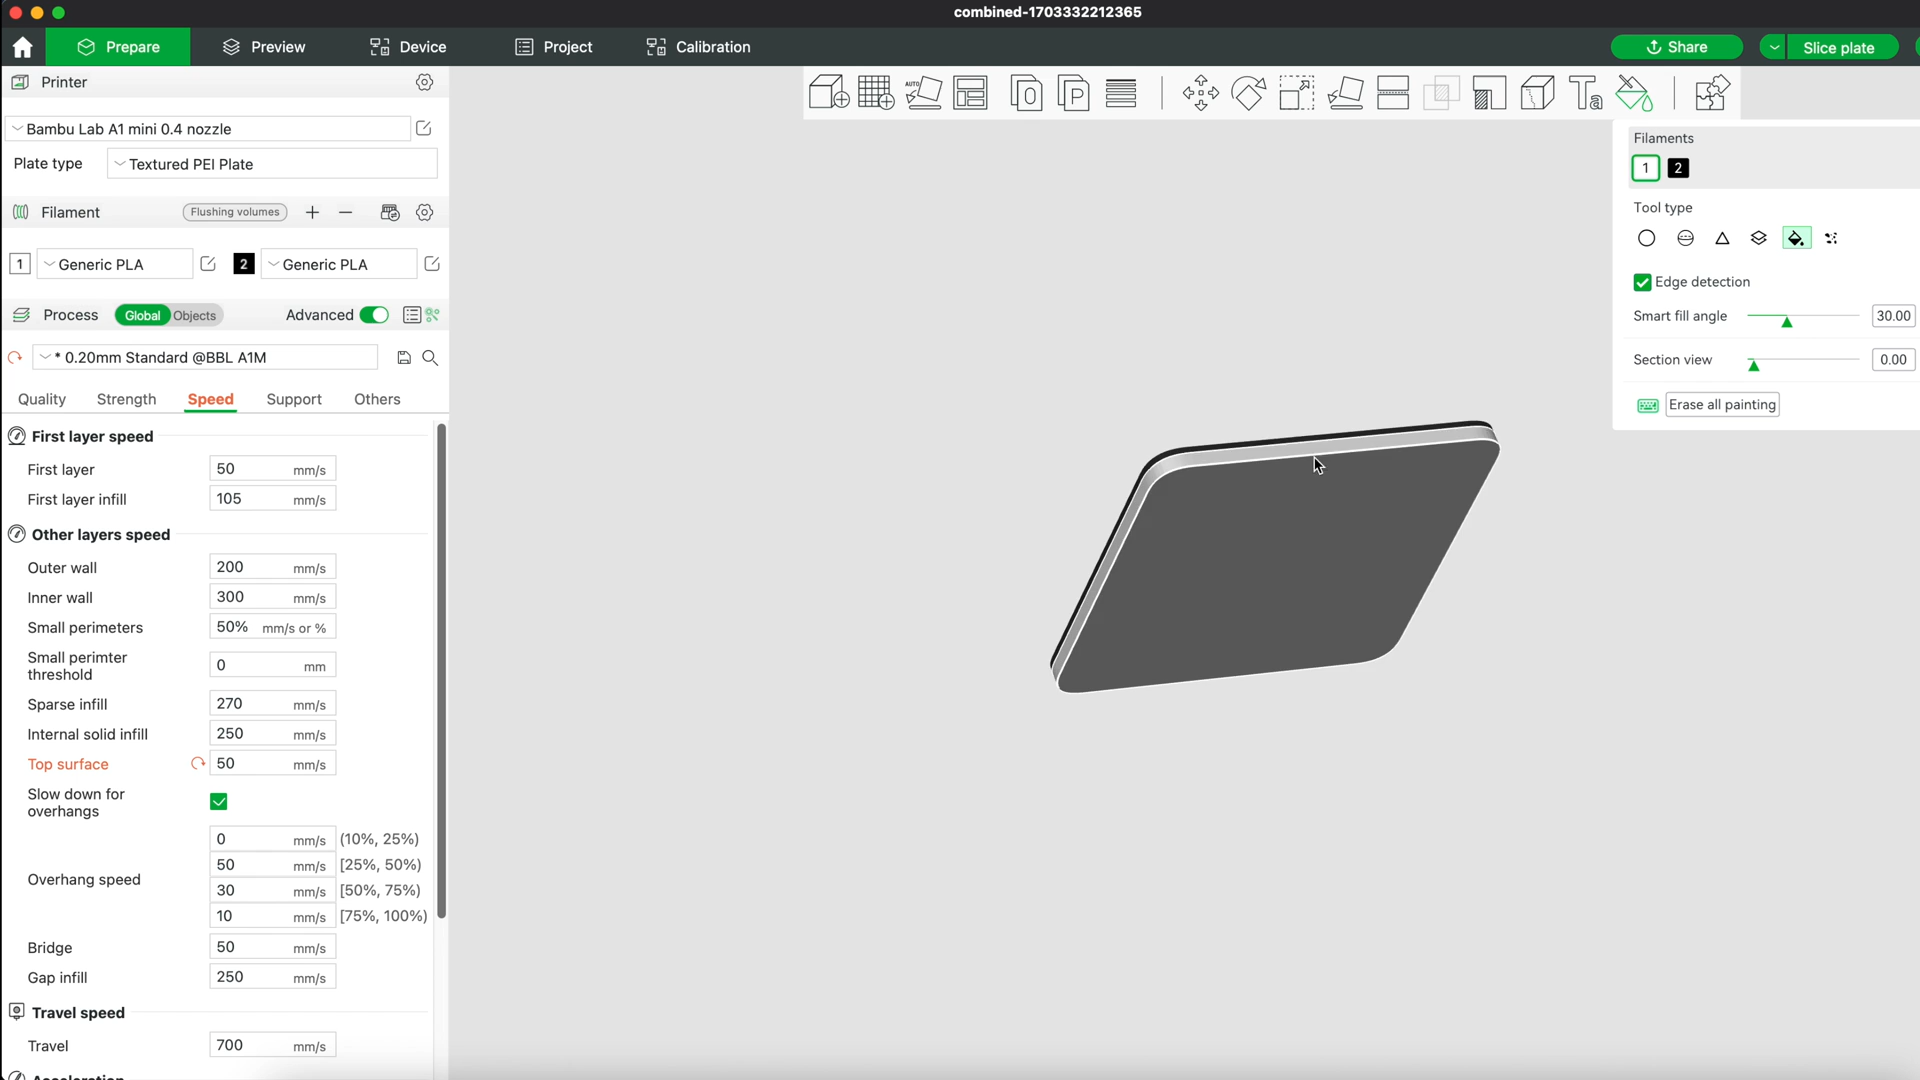 combined-1703332212365
Prepare Preview Device Project Calibration Share Slice plate
Printer
Bambu Lab A1 mini 0.4 nozzle
Plate type Textured PEI Plate
Filament Flushing volumes
1 Generic PLA 2 Generic PLA
Process Global Objects Advanced
* 0.20mm Standard @BBL A1M
Quality Strength Speed Support Others
First layer speed
First layer 50 mm/s
First layer infill 105 mm/s
Other layers speed
Outer wall 200 mm/s
Inner wall 300 mm/s
Small perimeters 50% mm/s or %
Small perimter
threshold 0 mm
Sparse infill 270 mm/s
Internal solid infill 250 mm/s
Top surface 50 mm/s
Slow down for
overhangs
Overhang speed
0 mm/s (10%, 25%)
50 mm/s [25%, 50%)
30 mm/s [50%, 75%)
10 mm/s [75%, 100%)
Bridge 50 mm/s
Gap infill 250 mm/s
Travel speed
Travel 700 mm/s
AUTO
O
P
Ta
Filaments
1 2
Tool type
Edge detection
Smart fill angle 30.00
Section view 0.00
Erase all painting